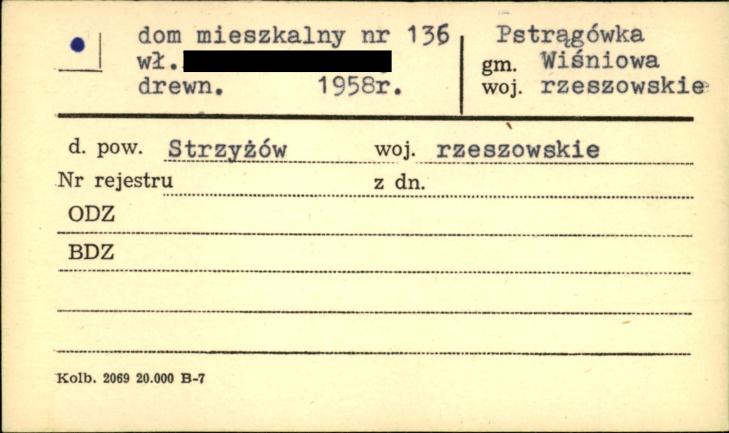 dom mieszkalny nr 136
wł.
drewn. 1958r.
Pstrągówka
gm. Wiśniowa
woj. rzeszowskie
d. pow. Strzyżów woj. rzeszowskie
Nr rejestru z dn.
ODZ
BDZ
Kolb. 2069 20.000 B-7